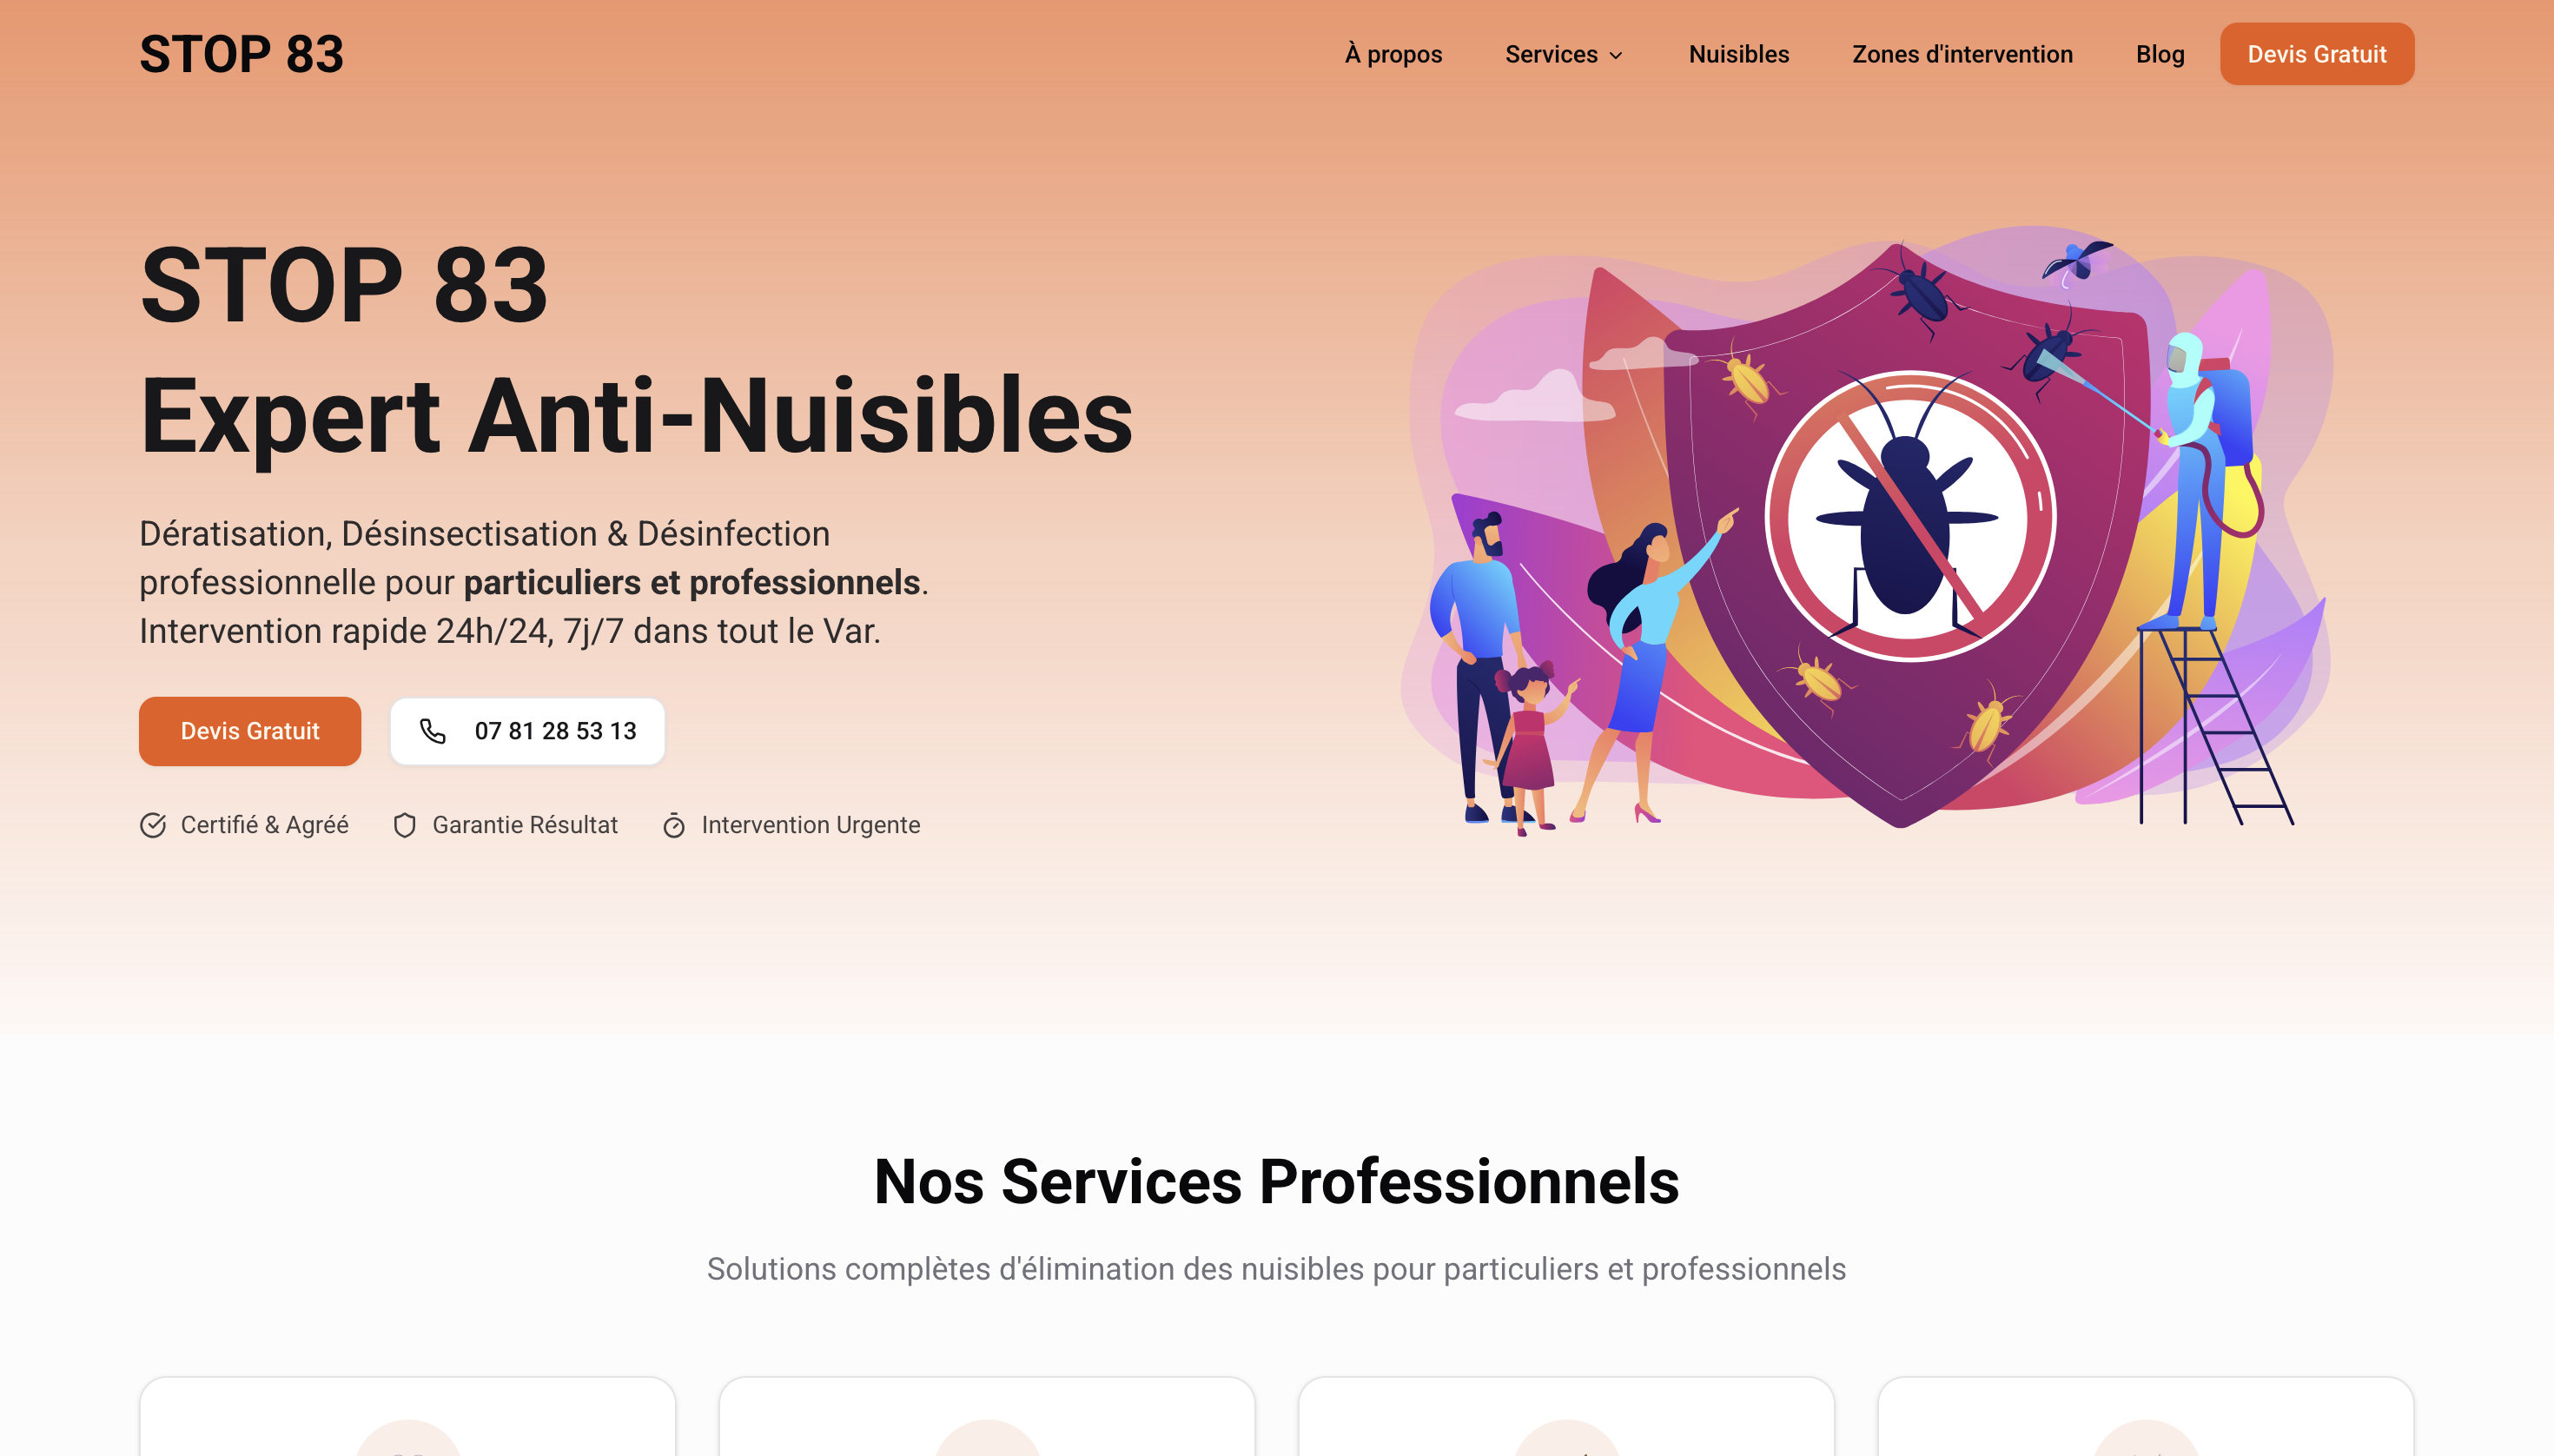 STOP 83
À propos
Services
Nuisibles
Zones d'intervention
Blog
Devis Gratuit
STOP 83
Expert Anti-Nuisibles
Dératisation, Désinsectisation & Désinfection
professionnelle pour particuliers et professionnels.
Intervention rapide 24h/24, 7j/7 dans tout le Var.
Devis Gratuit
07 81 28 53 13
Certifié & Agréé
Garantie Résultat
Intervention Urgente
Nos Services Professionnels
Solutions complètes d'élimination des nuisibles pour particuliers et professionnels